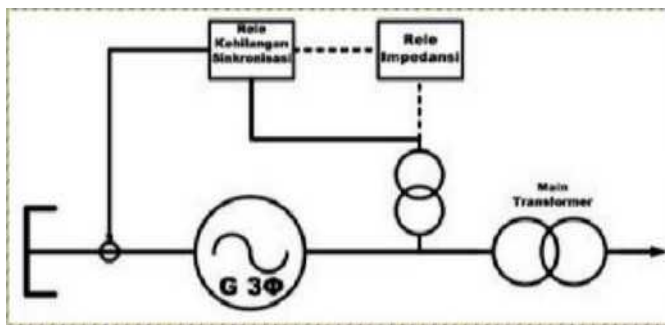 Rele
Kehilangan
Sinkronisasi
Rele
Impedansi
Main
Transformer
G 3Φ